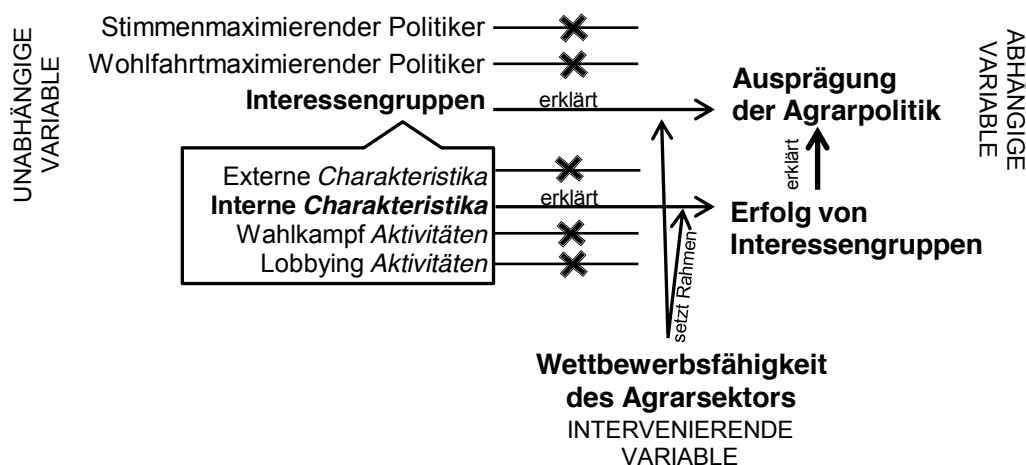 UNABHÄNGIGE
VARIABLE
Stimmenmaximierender Politiker
Wohlfahrtmaximierender Politiker
Interessengruppen
erklärt
Ausprägung
der Agrarpolitik
ABHÄNGIGE
VARIABLE
Externe Charakteristika
Interne Charakteristika
Wahlkampf Aktivitäten
Lobbying Aktivitäten
erklärt
erklärt
Erfolg von
Interessengruppen
setzt Rahmen
Wettbewerbsfähigkeit
des Agrarsektors
INTERVENIERENDE
VARIABLE